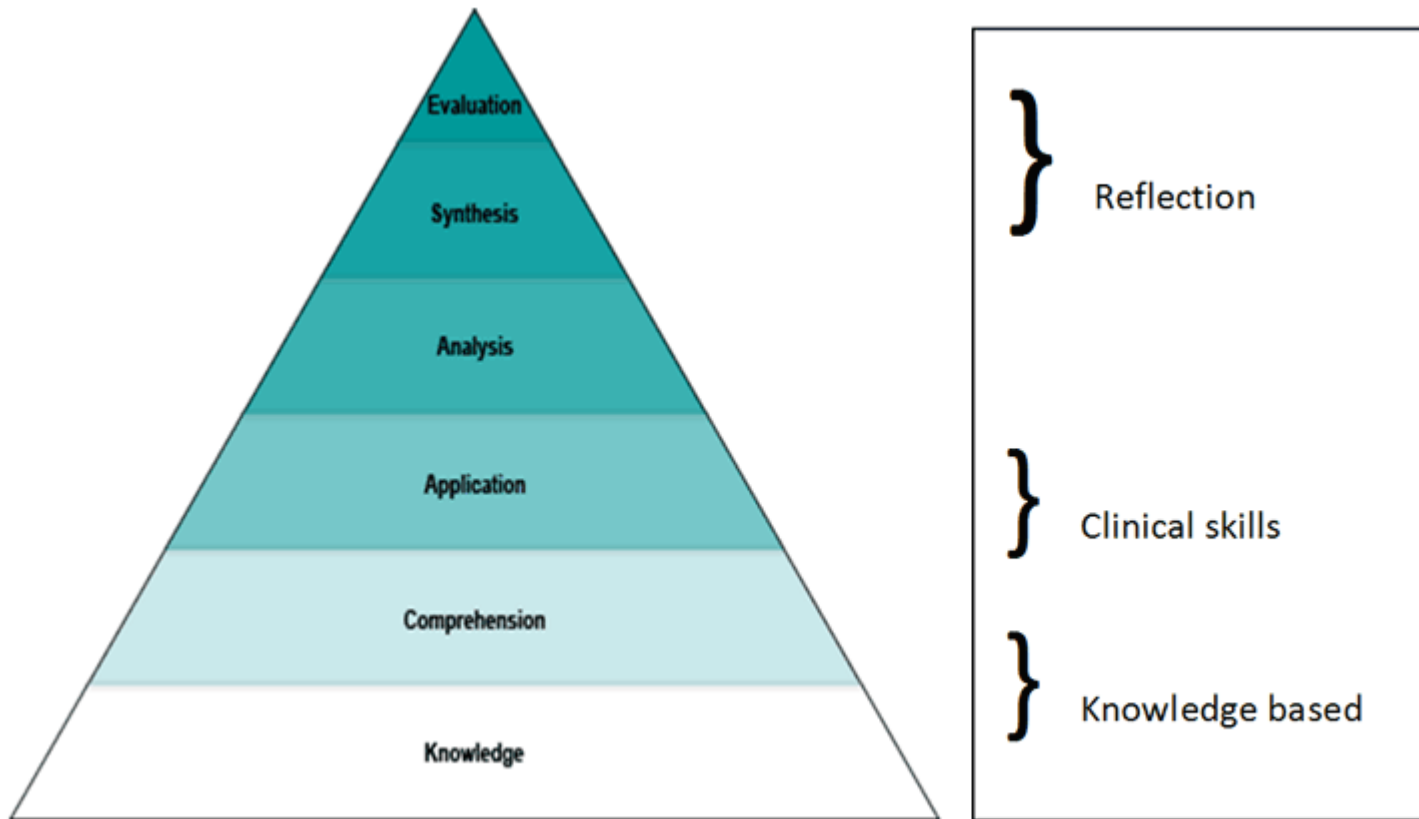 Evaluation
Reflection
Synthesis
Analysis
Application
Clinical skills
Comprehension
Knowledge based
Knowledge